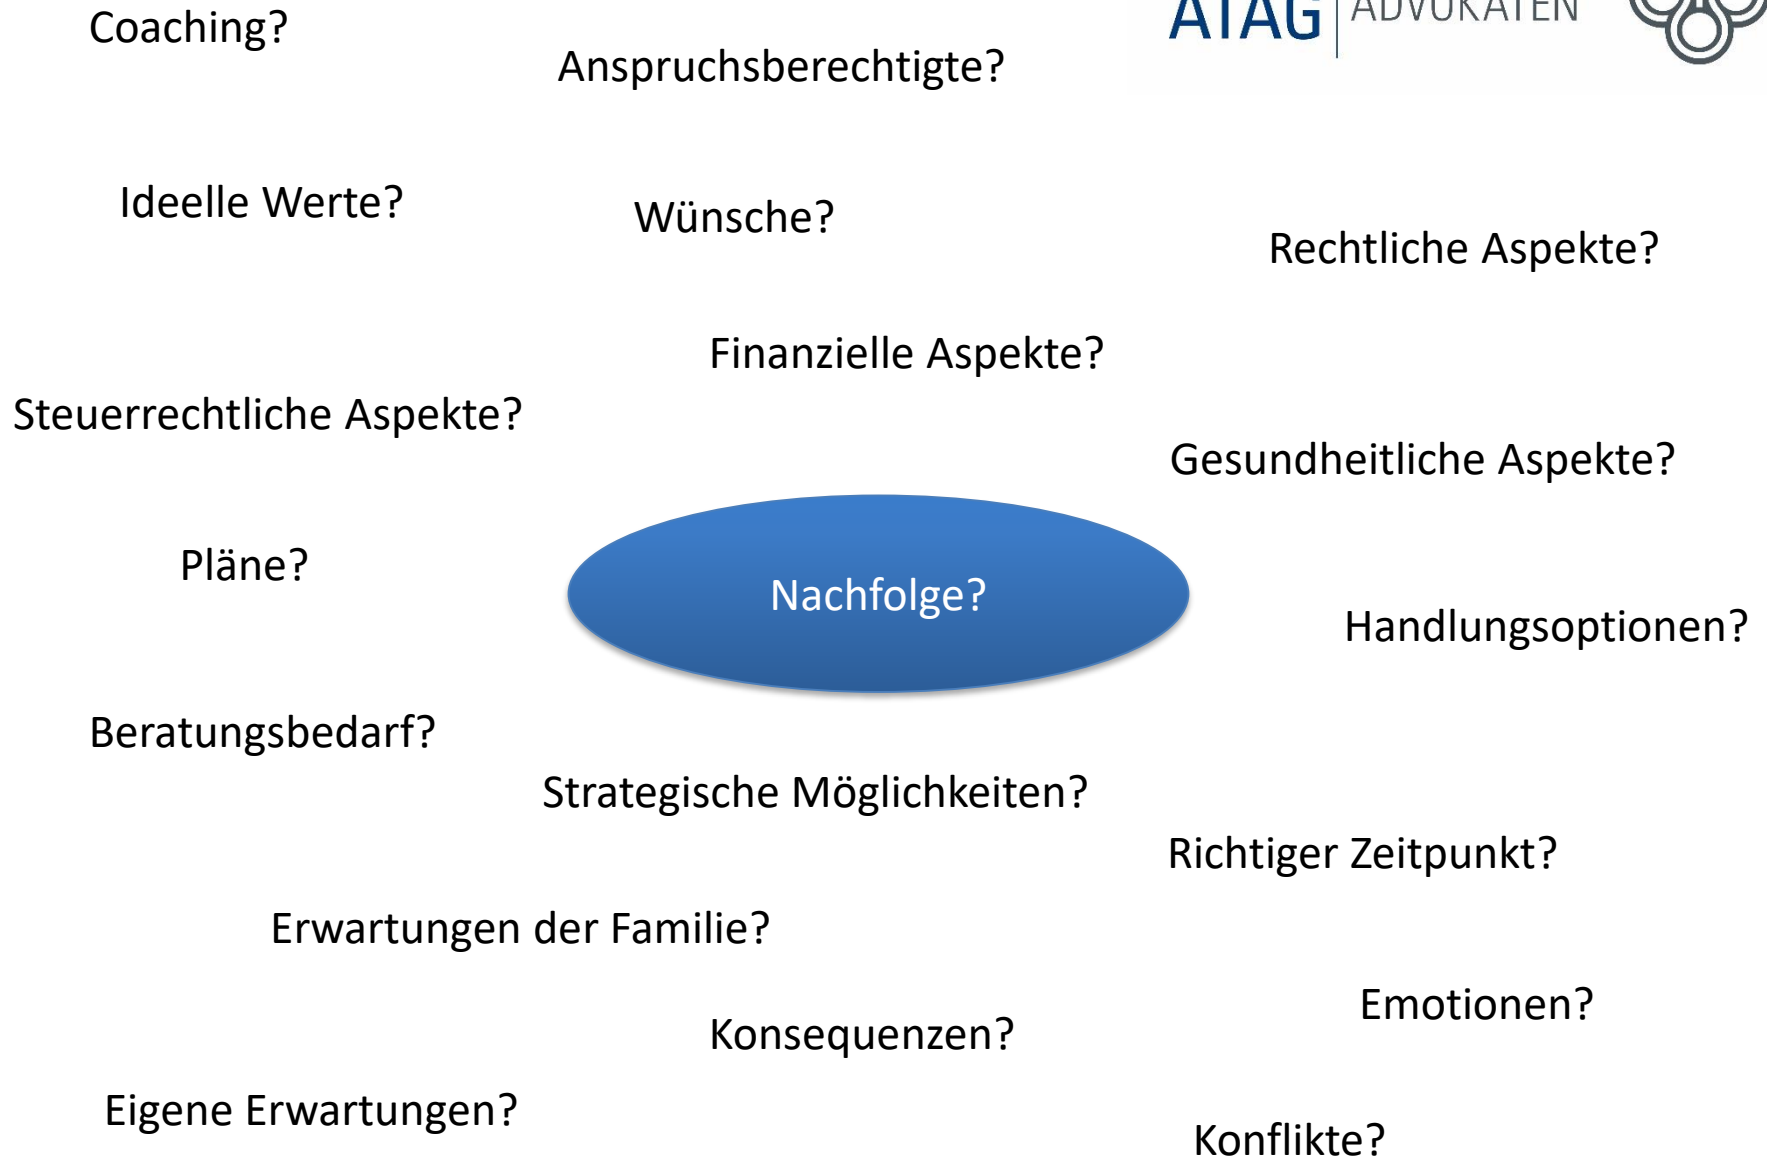 Coaching?
ATAG ADVOKATEN
Anspruchsberechtigte?
Ideelle Werte?
Wünsche?
Rechtliche Aspekte?
Finanzielle Aspekte?
Steuerrechtliche Aspekte?
Gesundheitliche Aspekte?
Pläne?
Nachfolge?
Handlungsoptionen?
Beratungsbedarf?
Strategische Möglichkeiten?
Richtiger Zeitpunkt?
Erwartungen der Familie?
Emotionen?
Konsequenzen?
Eigene Erwartungen?
Konflikte?